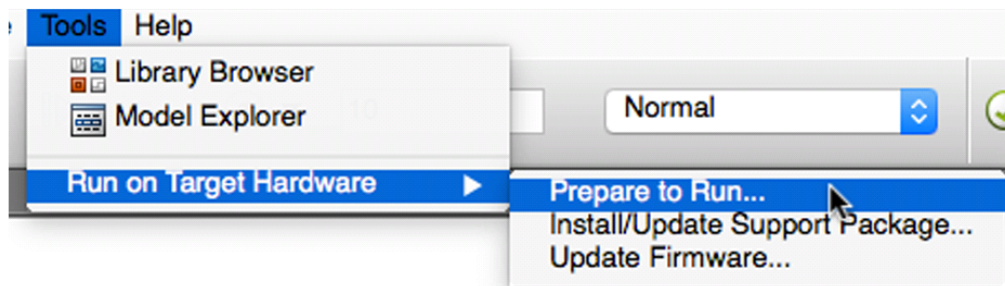 Tools Help
Library Browser
Model Explorer
10
Normal
Run on Target Hardware
Prepare to Run...
Install/Update Support Package...
Update Firmware...